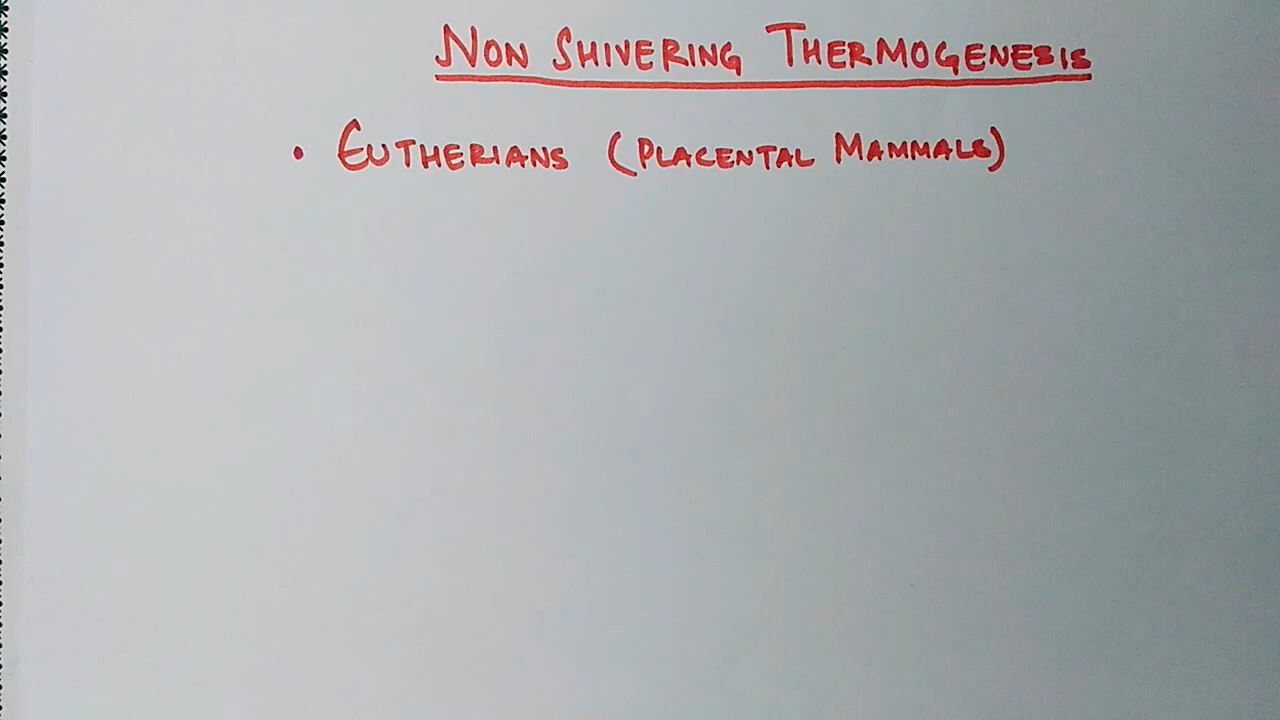 NON SHIVERING THERMOGENESIS
• EUTHERIANS (PLACENTAL MAMMALS)